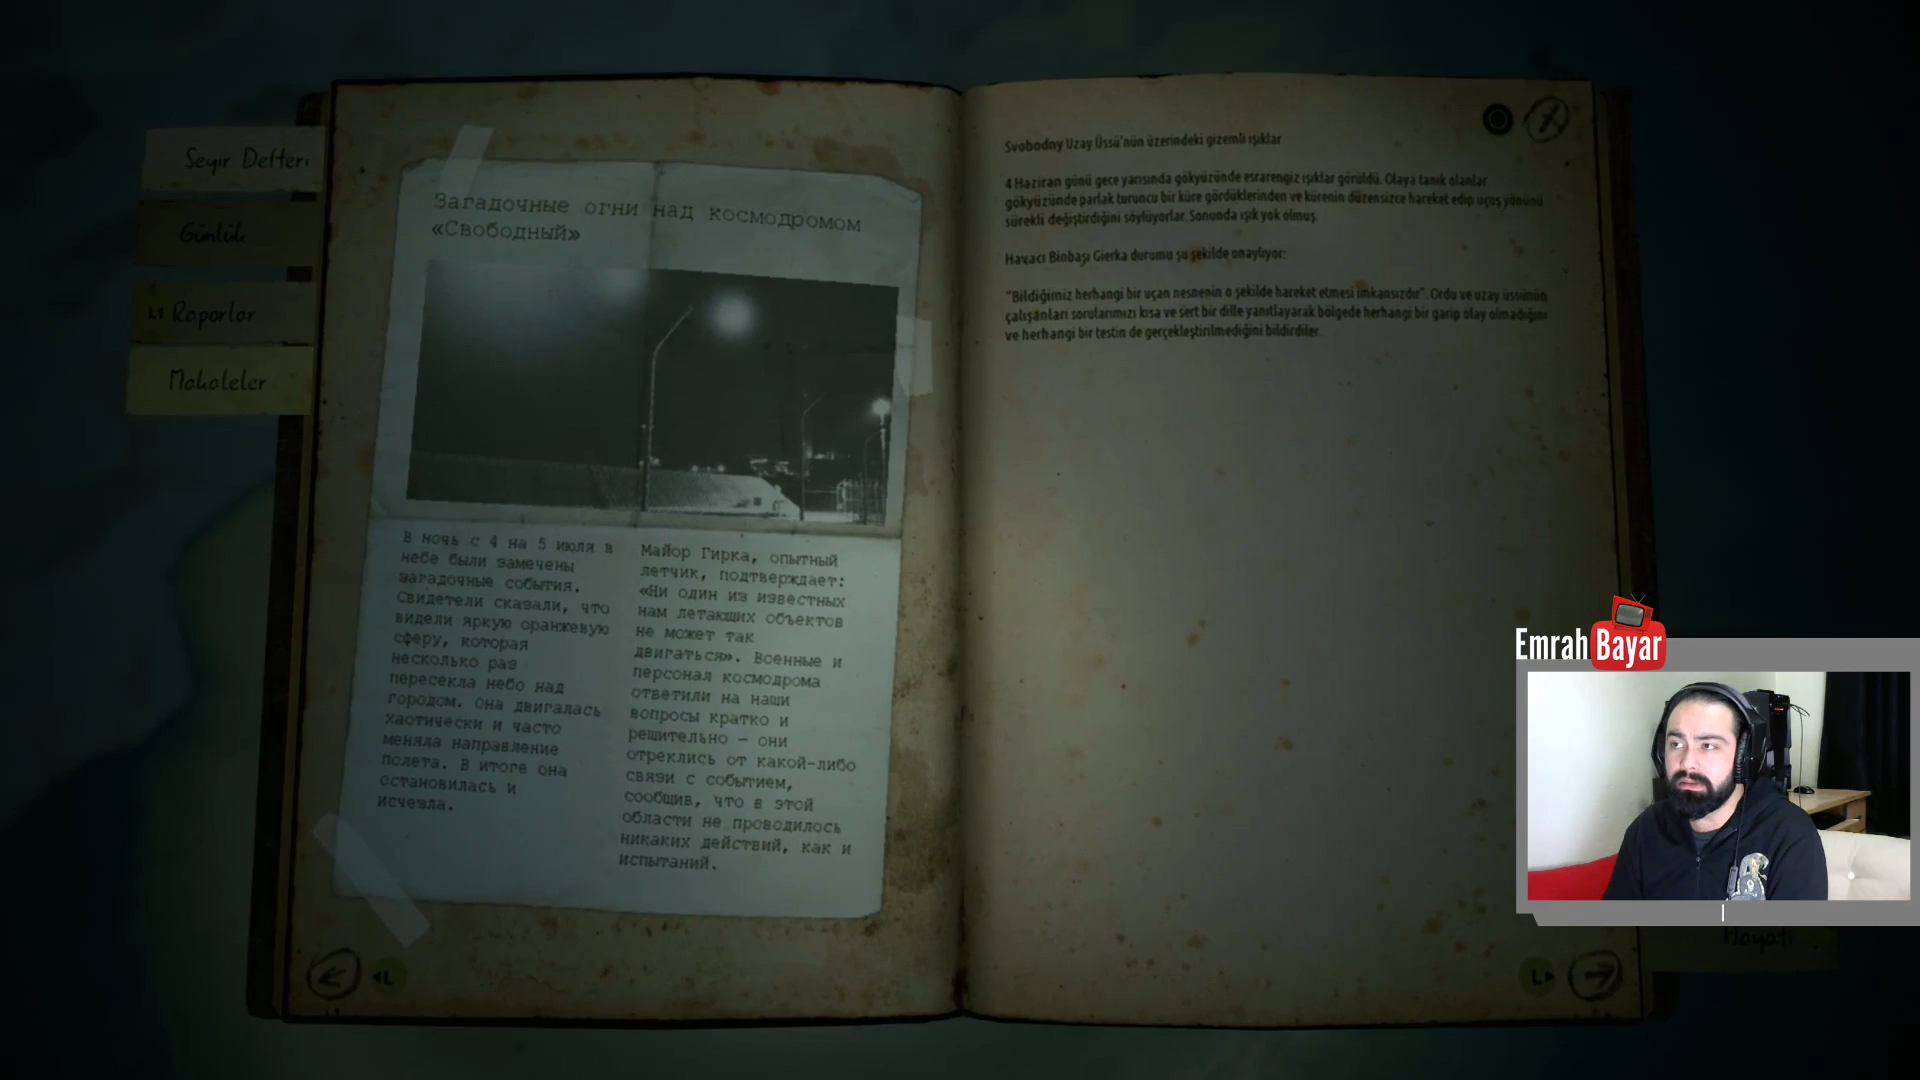 Seyir Defteri
Günlük
L1 Raporlar
Makaleler
Загадочные огни над космодромом
«Свободный»
В ночь с 4 на 5 июля в
небе были замечены
загадочные события.
Свидетели сказали, что
видели яркую оранжевую
сферу, которая
несколько раз
пересекла небо над
городом. Она двигалась
хаотически и часто
меняла направление
полета. В итоге она
остановилась и
исчезла.
Майор Гирка, опытный
летчик, подтверждает:
«Ни один из известных
нам летающих объектов
не может так
двигаться». Военные и
персонал космодрома
ответили на наши
вопросы кратко и
решительно – они
отреклись от какой-либо
связи с событием,
сообщив, что в этой
области не проводилось
никаких действий, как и
испытаний.
L
Svobodny Uzay Üssü'nün üzerindeki gizemli ışıklar
4 Haziran günü gece yarısında gökyüzünde esrarengiz ışıklar görüldü. Olaya tanık olanlar
gökyüzünde parlak turuncu bir küre gördüklerinden ve kürenin düzensizce hareket edip uçuş yönünü
sürekli değiştirdiğini söylüyorlar. Sonunda ışık yok olmuş.
Havacı Binbaşı Gierka durumu şu şekilde onaylıyor:
"Bildiğimiz herhangi bir uçan nesnenin o şekilde hareket etmesi imkansızdır". Ordu ve uzay üssünün
çalışanları sorularımızı kısa ve sert bir dille yanıtlayarak bölgede herhangi bir garip olay olmadığını
ve herhangi bir testin de gerçekleştirilmediğini bildirdiler.
Emrah Bayar
Hayati
L